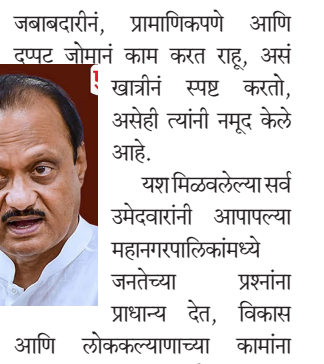 जबाबदारीनं, प्रामाणिकपणे आणि
दुप्पट जोमानं काम करत राहू, असं
खात्रीनं स्पष्ट करतो,
असेही त्यांनी नमूद केले
आहे.
यश मिळवलेल्या सर्व
उमेदवारांनी आपापल्या
महानगरपालिकांमध्ये
जनतेच्या प्रश्नांना
प्राधान्य देत, विकास
आणि लोककल्याणाच्या कामांना